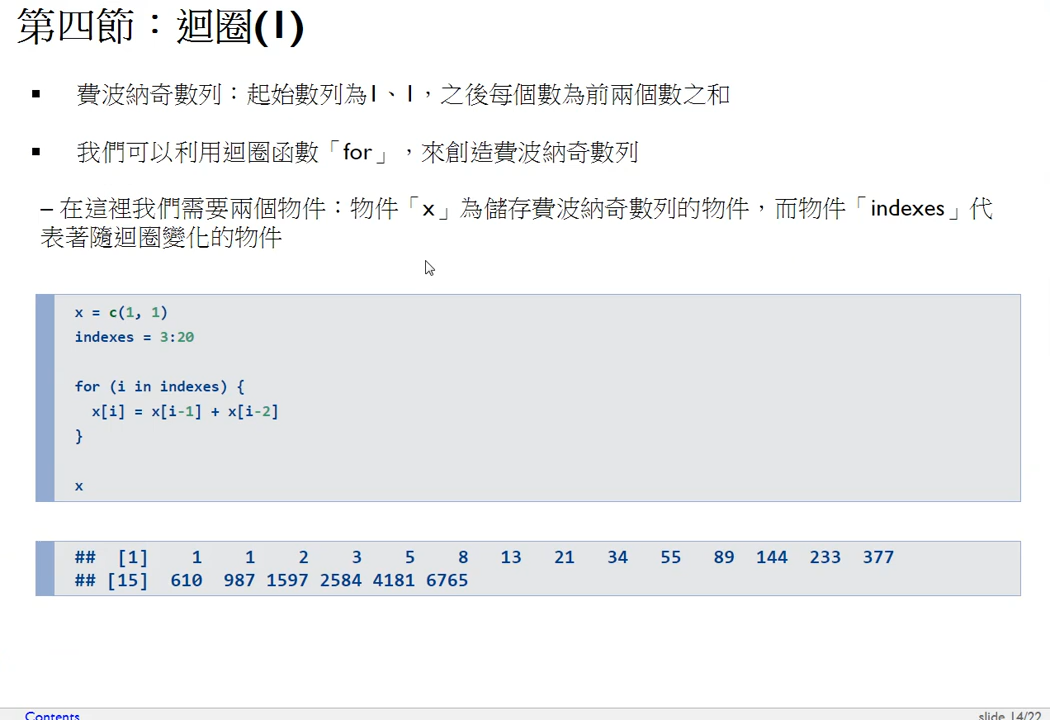 第四節：迴圈(1)
▪ 費波納奇數列：起始數列為1、1，之後每個數為前兩個數之和
▪ 我們可以利用迴圈函數「for」，來創造費波納奇數列
– 在這裡我們需要兩個物件：物件「x」為儲存費波納奇數列的物件，而物件「indexes」代
表著隨迴圈變化的物件
x = c(1, 1)
indexes = 3:20
for (i in indexes) {
  x[i] = x[i-1] + x[i-2]
}
x
## [1] 1 1 2 3 5 8 13 21 34 55 89 144 233 377
## [15] 610 987 1597 2584 4181 6765
Contents
slide 14/22